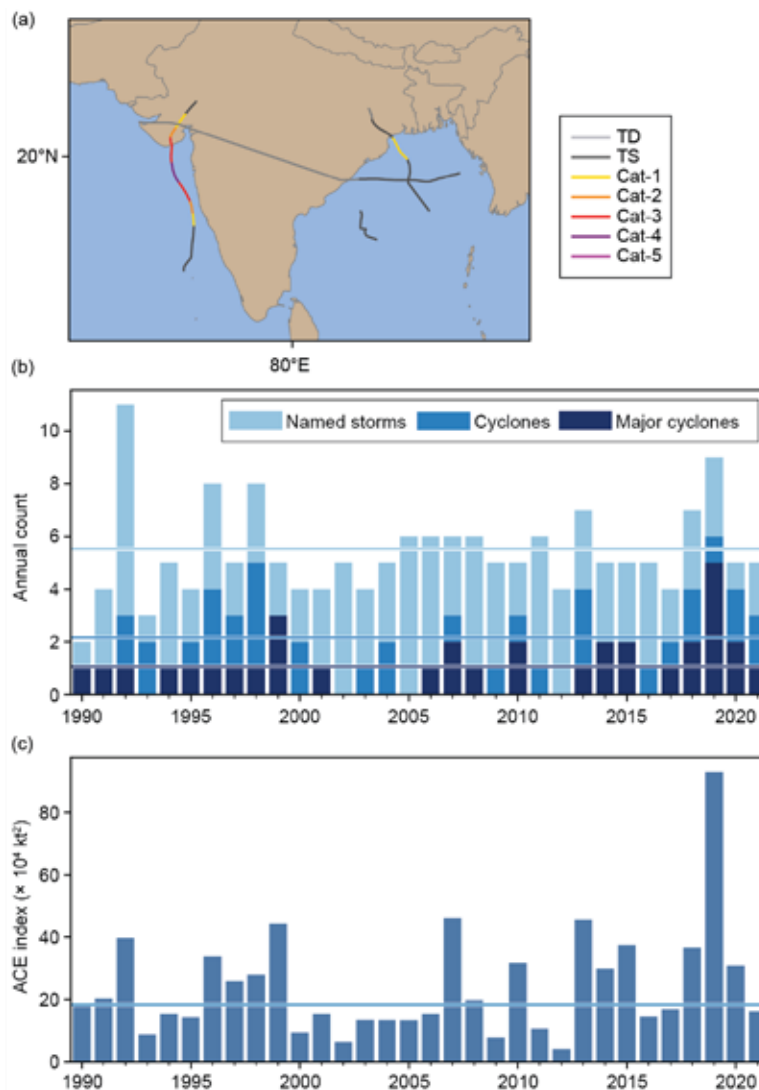 (a)
20°N
80°E
TD
TS
Cat-1
Cat-2
Cat-3
Cat-4
Cat-5
(b)
Named storms
Cyclones
Major cyclones
Annual count
10
8
6
4
2
0
1990
1995
2000
2005
2010
2015
2020
(c)
ACE index (× 10⁴ kt²)
80
60
40
20
0
1990
1995
2000
2005
2010
2015
2020